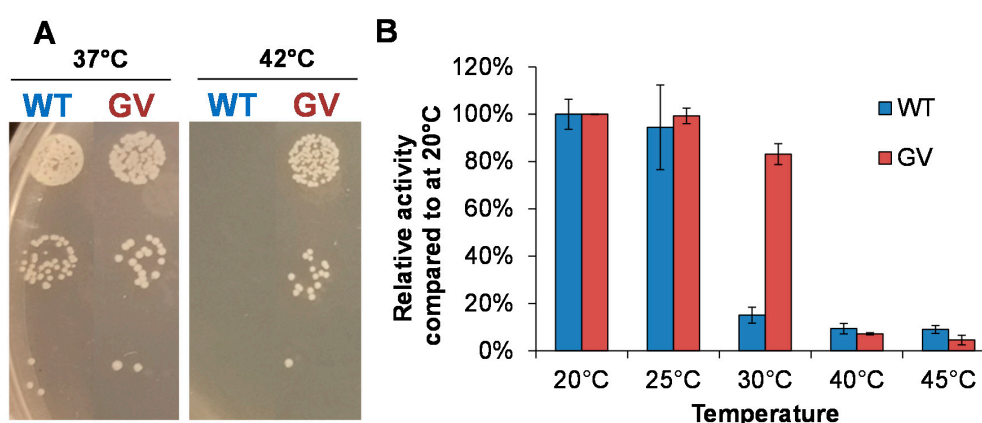 A
37°C
42°C
WT GV
WT GV
B
Relative activity
compared to at 20°C
120%
100%
80%
60%
40%
20%
0%
20°C 25°C 30°C 40°C 45°C
Temperature
WT
GV